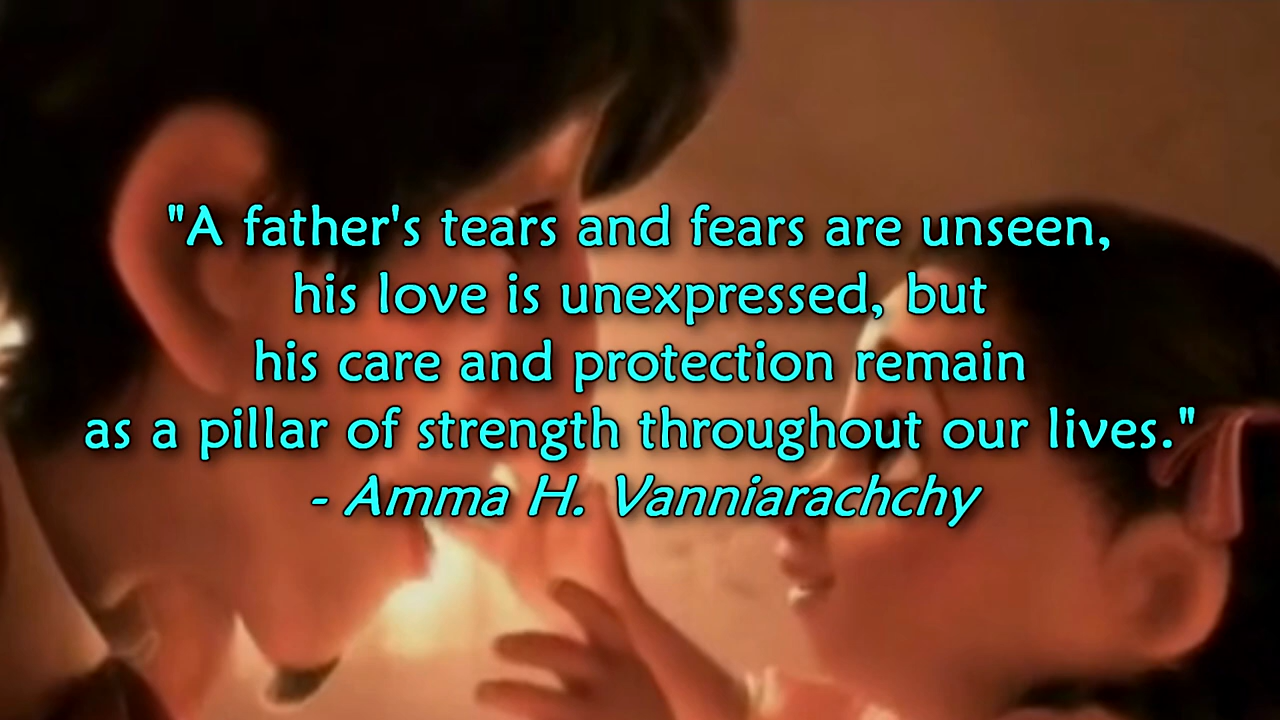 "A father's tears and fears are unseen,
his love is unexpressed, but
his care and protection remain
as a pillar of strength throughout our lives."
- Amma H. Vanniarachchy